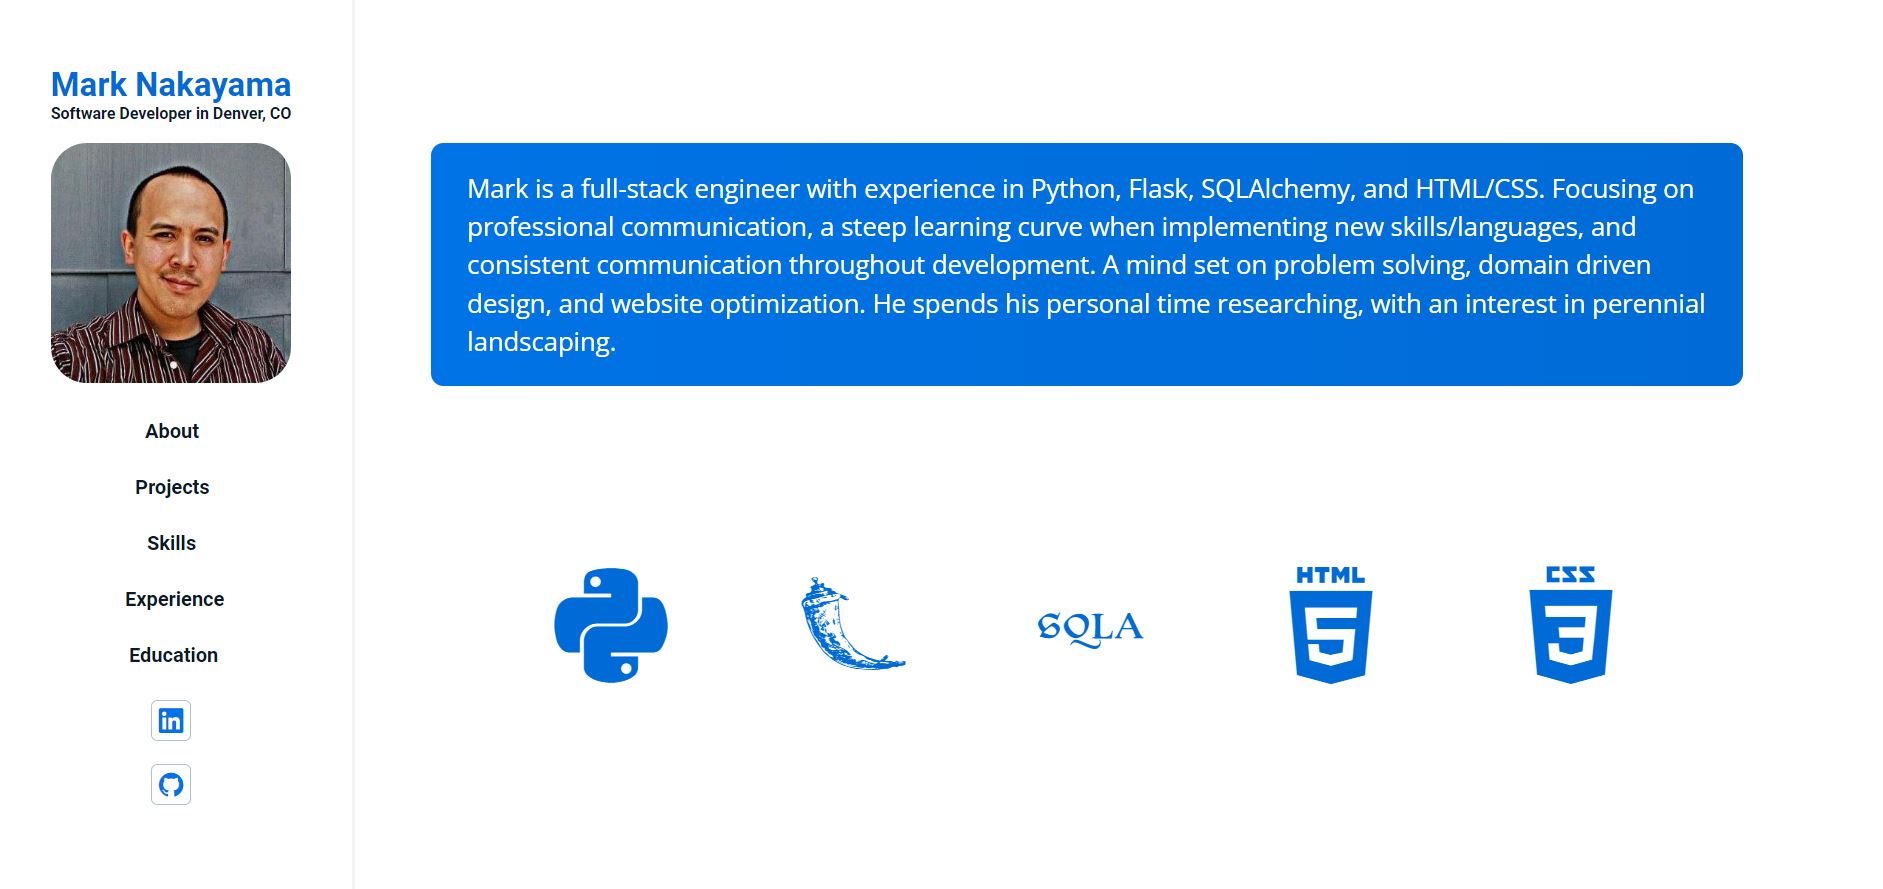 Mark Nakayama
Software Developer in Denver, CO
About
Projects
Skills
Experience
Education
in
Mark is a full-stack engineer with experience in Python, Flask, SQLAlchemy, and HTML/CSS. Focusing on
professional communication, a steep learning curve when implementing new skills/languages, and
consistent communication throughout development. A mind set on problem solving, domain driven
design, and website optimization. He spends his personal time researching, with an interest in perennial
landscaping.
SQLA
HTML
5
CSS
3